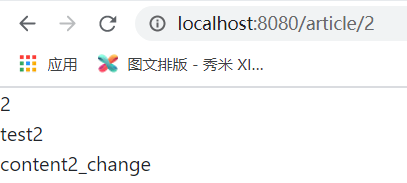 localhost:8080/article/2
应用 图文排版 - 秀米 XI...
2
test2
content2_change